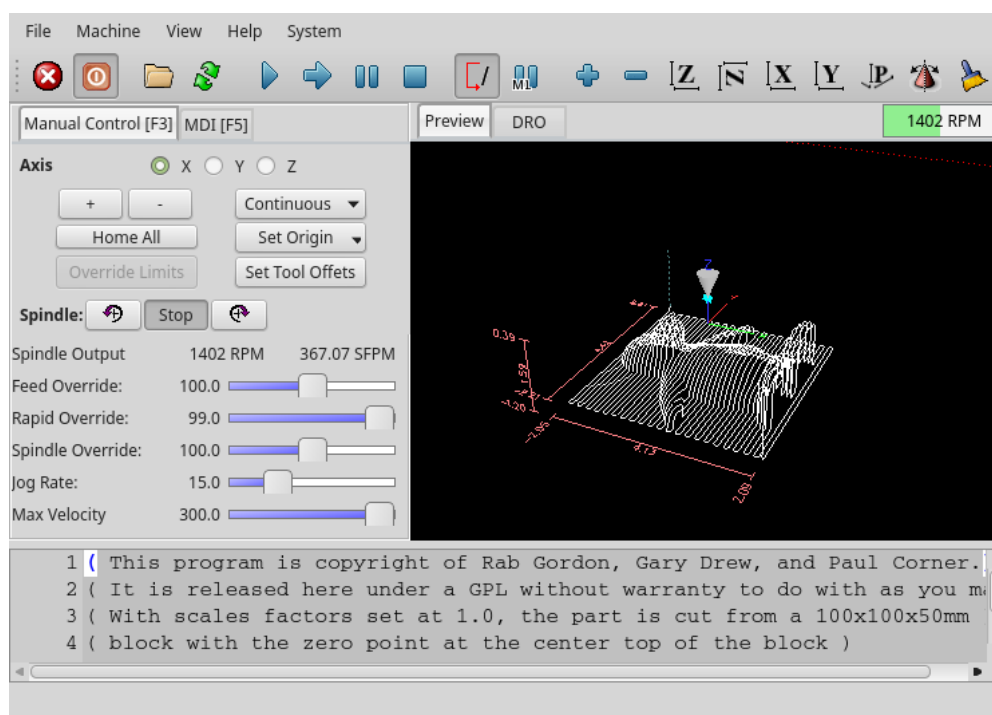 File Machine View Help System
M1 Z N X Y P
Manual Control [F3] MDI [F5]
Preview DRO 1402 RPM
Axis X Y Z
+ - Continuous
Home All Set Origin
Override Limits Set Tool Offets
Spindle: Stop
Spindle Output 1402 RPM 367.07 SFPM
Feed Override: 100.0
Rapid Override: 99.0
Spindle Override: 100.0
Jog Rate: 15.0
Max Velocity 300.0
Z
0.39
1.59
-1.20
-2.05
4.13
2.09
1 ( This program is copyright of Rab Gordon, Gary Drew, and Paul Corner.
2 ( It is released here under a GPL without warranty to do with as you
3 ( With scales factors set at 1.0, the part is cut from a 100x100x50mm
4 ( block with the zero point at the center top of the block )